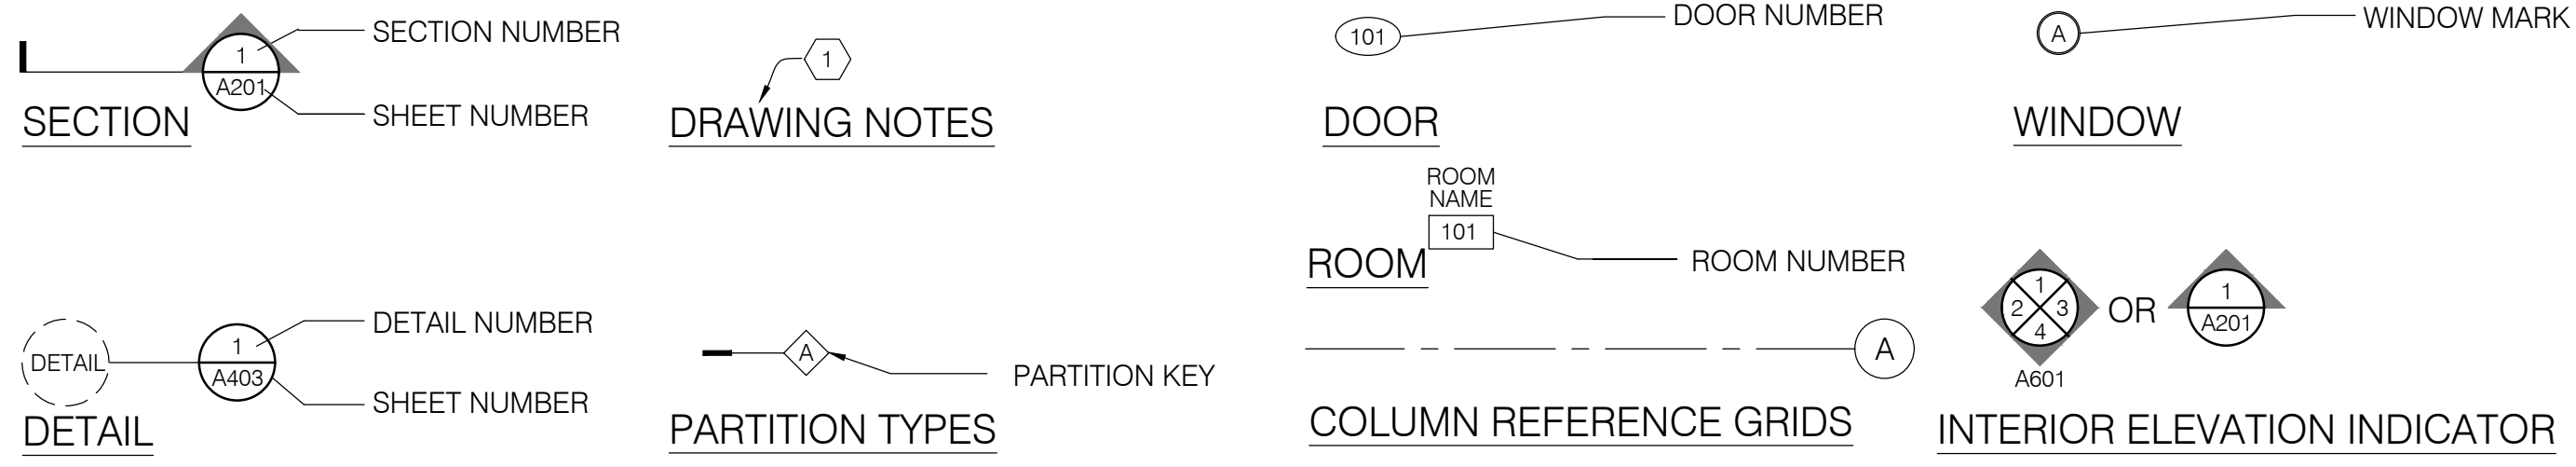 1
A201
SECTION NUMBER
SHEET NUMBER
SECTION
1
DRAWING NOTES
101
DOOR NUMBER
DOOR
A
WINDOW MARK
WINDOW
DETAIL
1
A403
DETAIL NUMBER
SHEET NUMBER
DETAIL
A
PARTITION KEY
PARTITION TYPES
ROOM
NAME
101
ROOM
ROOM NUMBER
A
COLUMN REFERENCE GRIDS
1
2 3
4
A601
OR
1
A201
INTERIOR ELEVATION INDICATOR